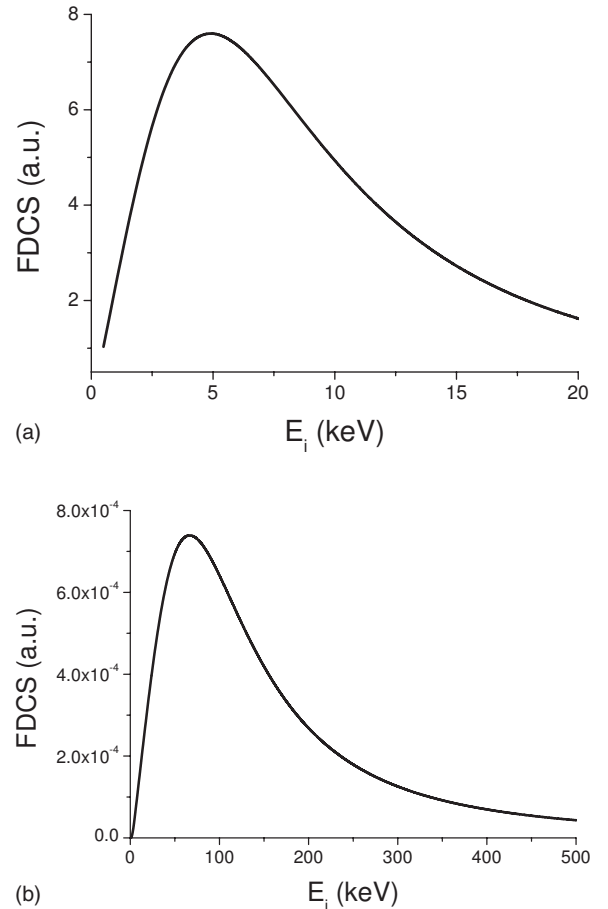 8
6
4
2
FDCS (a.u.)
0 5 10 15 20
(a) E_i (keV)
8.0x10^-4
6.0x10^-4
4.0x10^-4
2.0x10^-4
0.0
FDCS (a.u.)
0 100 200 300 400 500
(b) E_i (keV)